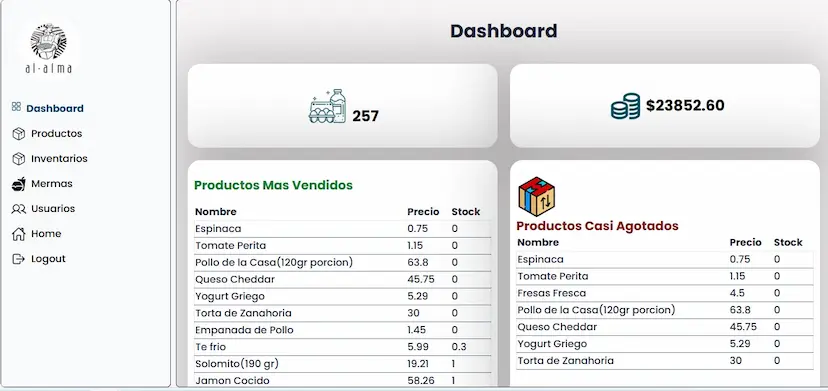 al-alma
Dashboard
Productos
Inventarios
Mermas
Usuarios
Home
Logout
Dashboard
257
$23852.60
Productos Mas Vendidos
Nombre Precio Stock
Espinaca 0.75 0
Tomate Perita 1.15 0
Pollo de la Casa(120gr porcion) 63.8 0
Queso Cheddar 45.75 0
Yogurt Griego 5.29 0
Torta de Zanahoria 30 0
Empanada de Pollo 1.45 0
Te frio 5.99 0.3
Solomito(190 gr) 19.21 1
Jamon Cocido 58.26 1
Productos Casi Agotados
Nombre Precio Stock
Espinaca 0.75 0
Tomate Perita 1.15 0
Fresas Fresca 4.5 0
Pollo de la Casa(120gr porcion) 63.8 0
Queso Cheddar 45.75 0
Yogurt Griego 5.29 0
Torta de Zanahoria 30 0